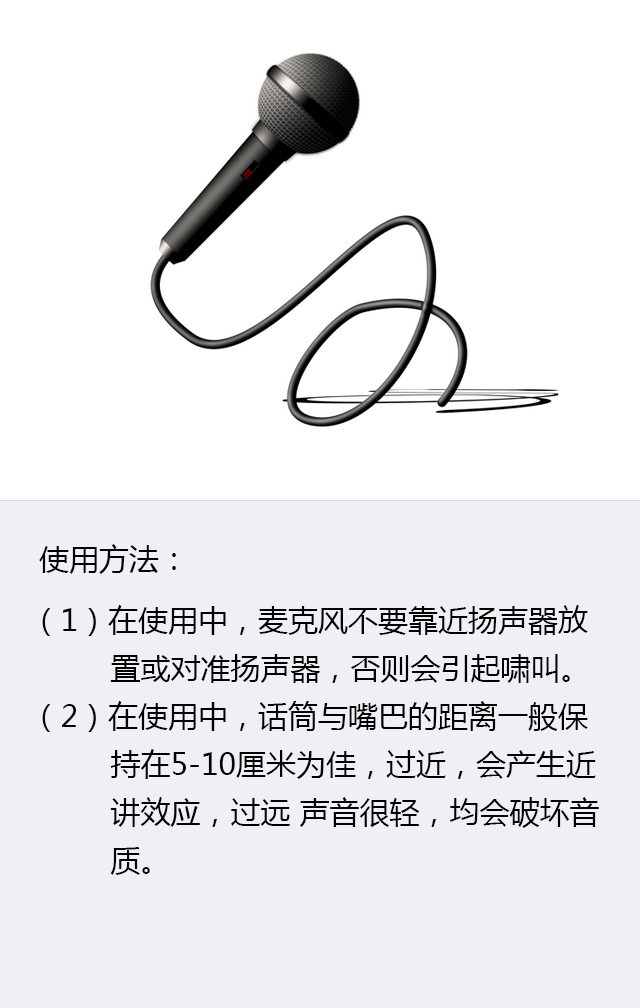 使用方法：
（1）在使用中，麦克风不要靠近扬声器放
置或对准扬声器，否则会引起啸叫。
（2）在使用中，话筒与嘴巴的距离一般保
持在5-10厘米为佳，过近，会产生近
讲效应，过远 声音很轻，均会破坏音
质。